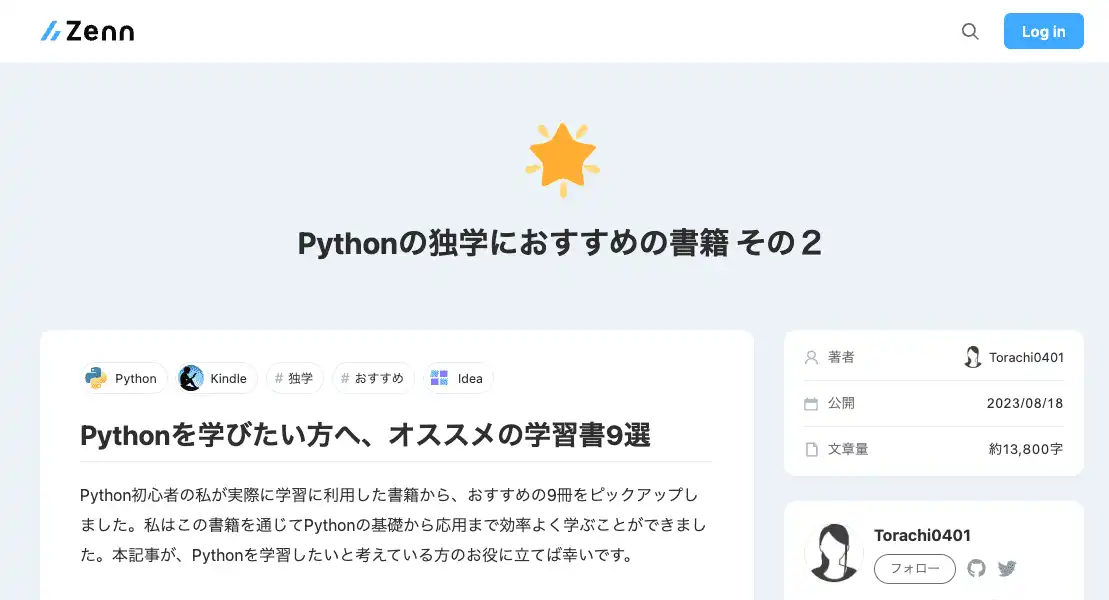 Zenn
Log in
Pythonの独学におすすめの書籍 その２
Python
Kindle
# 独学
# おすすめ
Idea
Pythonを学びたい方へ、オススメの学習書9選
Python初心者の私が実際に学習に利用した書籍から、おすすめの9冊をピックアップし
ました。私はこの書籍を通じてPythonの基礎から応用まで効率よく学ぶことができまし
た。本記事が、Pythonを学習したいと考えている方のお役に立てば幸いです。
著者 Torachi0401
公開 2023/08/18
文章量 約13,800字
Torachi0401
フォロー